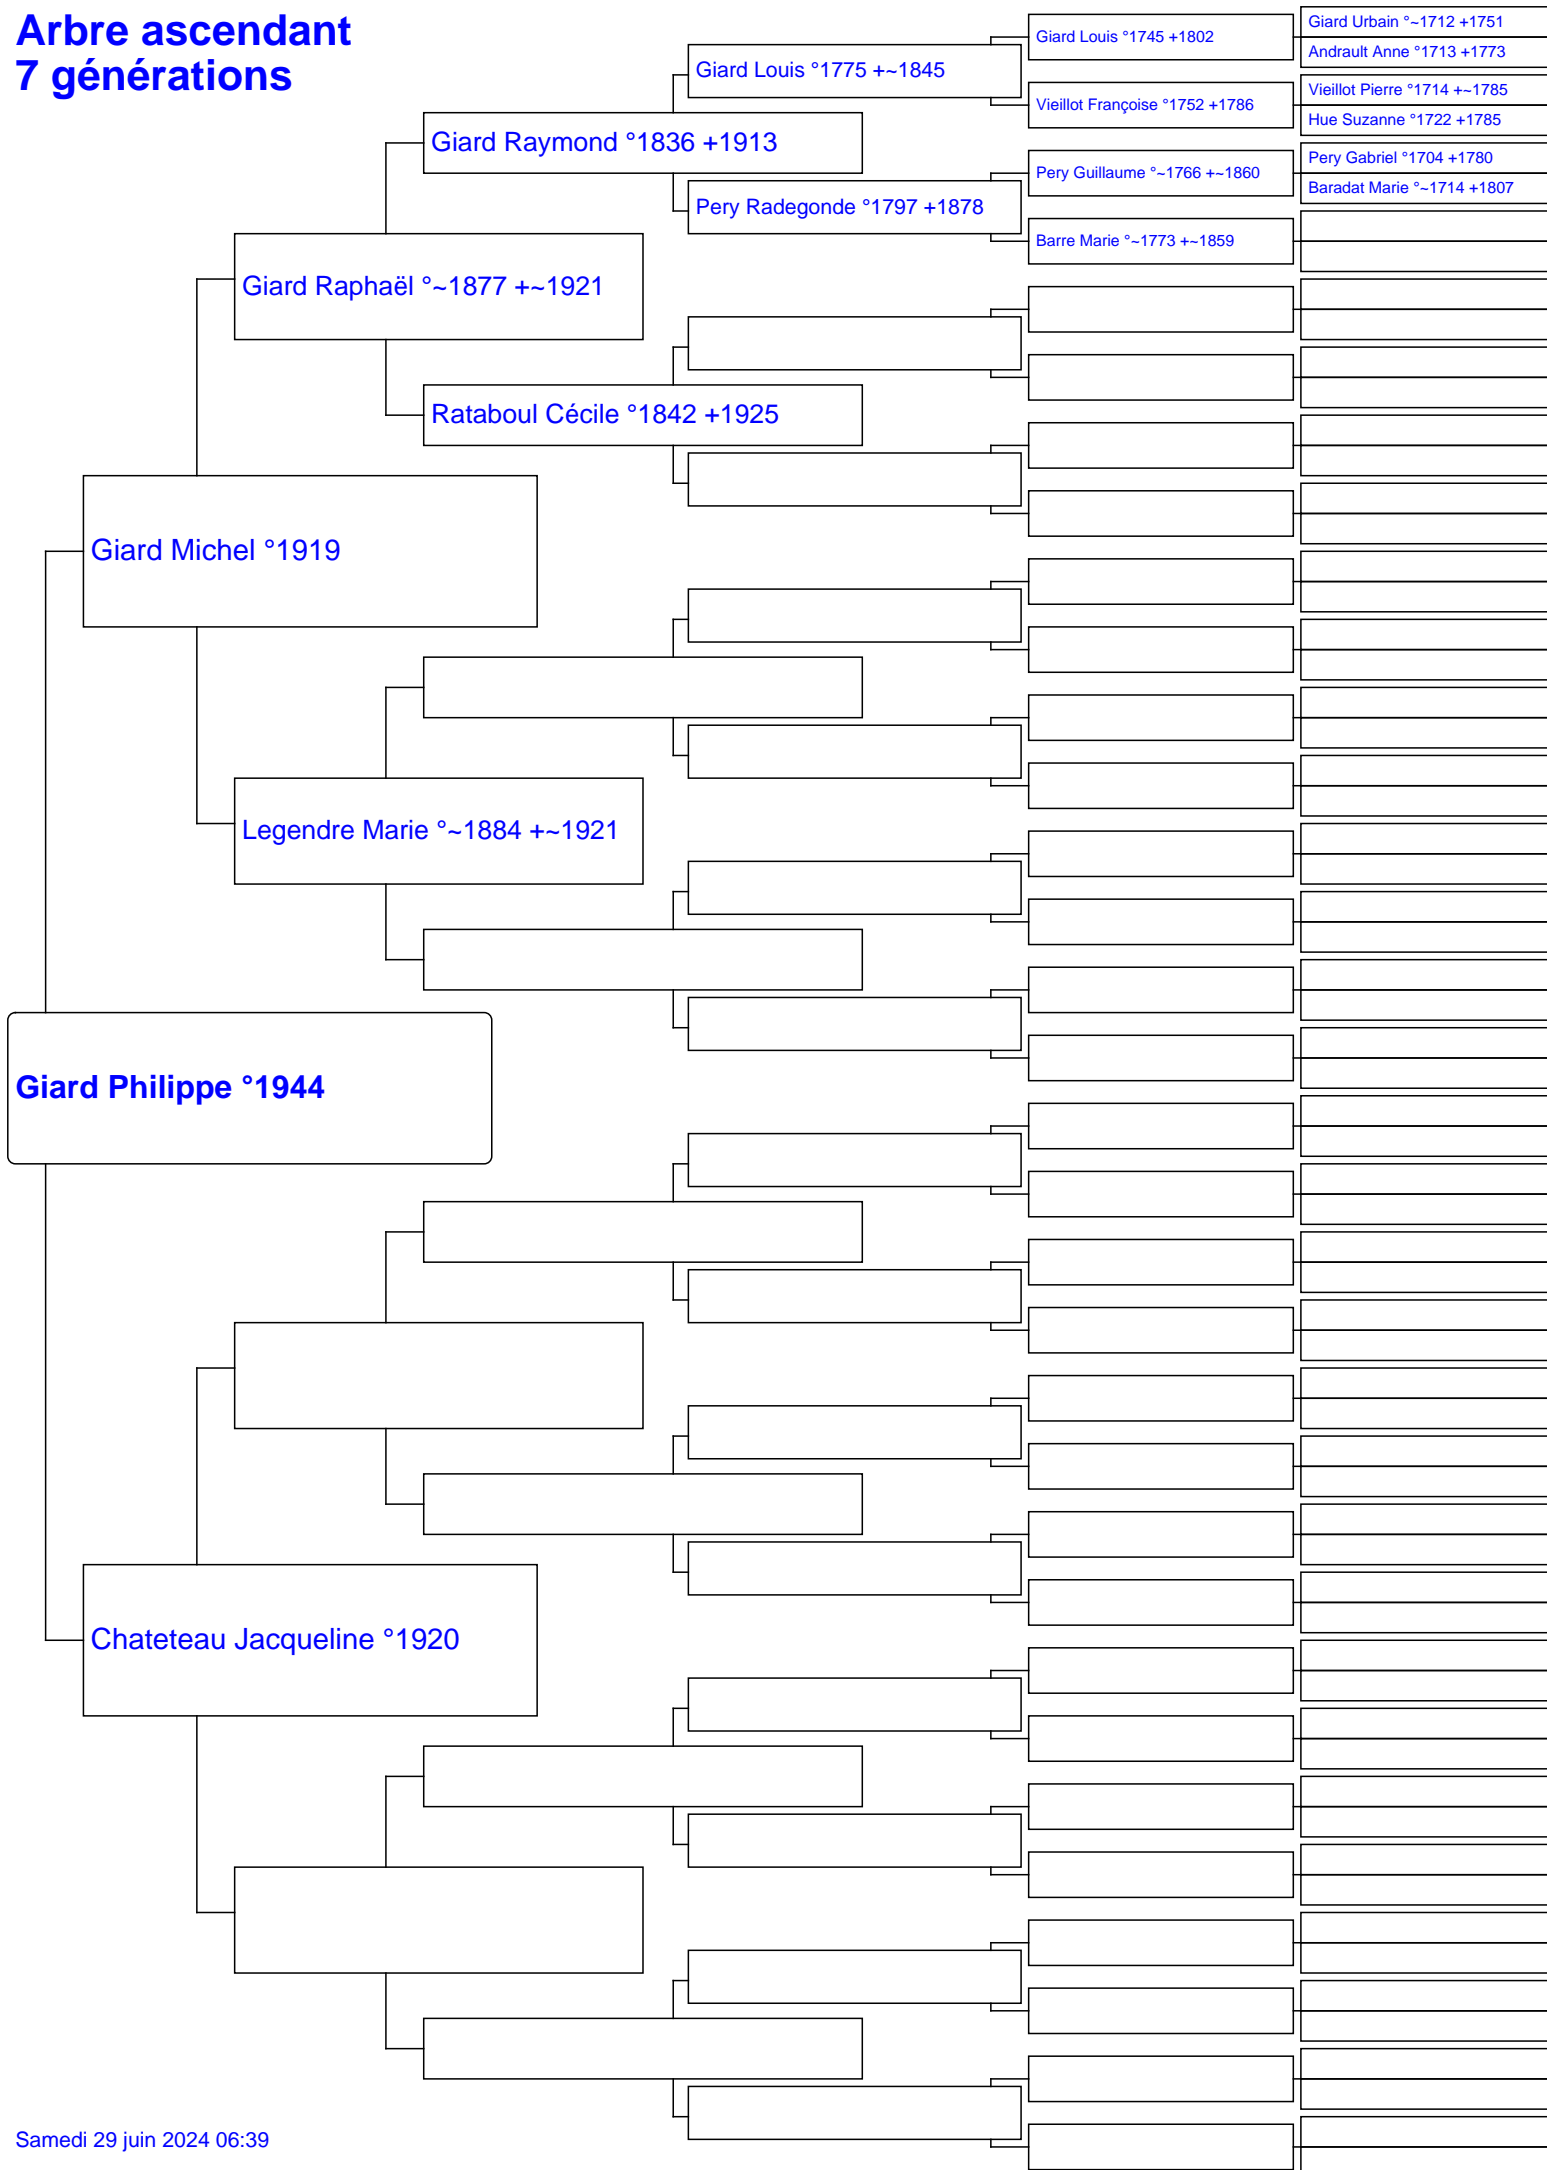 Arbre ascendant
7 générations
Giard Urbain °~1712 +1751
Giard Louis °1745 +1802
Andrault Anne °1713 +1773
Giard Louis °1775 +~1845
Vieillot Pierre °1714 +~1785
Vieillot Françoise °1752 +1786
Hue Suzanne °1722 +1785
Giard Raymond °1836 +1913
Pery Gabriel °1704 +1780
Pery Guillaume °~1766 +~1860
Baradat Marie °~1714 +1807
Pery Radegonde °1797 +1878
Barre Marie °~1773 +~1859
Giard Raphaël °~1877 +~1921
Rataboul Cécile °1842 +1925
Giard Michel °1919
Legendre Marie °~1884 +~1921
Giard Philippe °1944
Chateteau Jacqueline °1920
Samedi 29 juin 2024 06:39